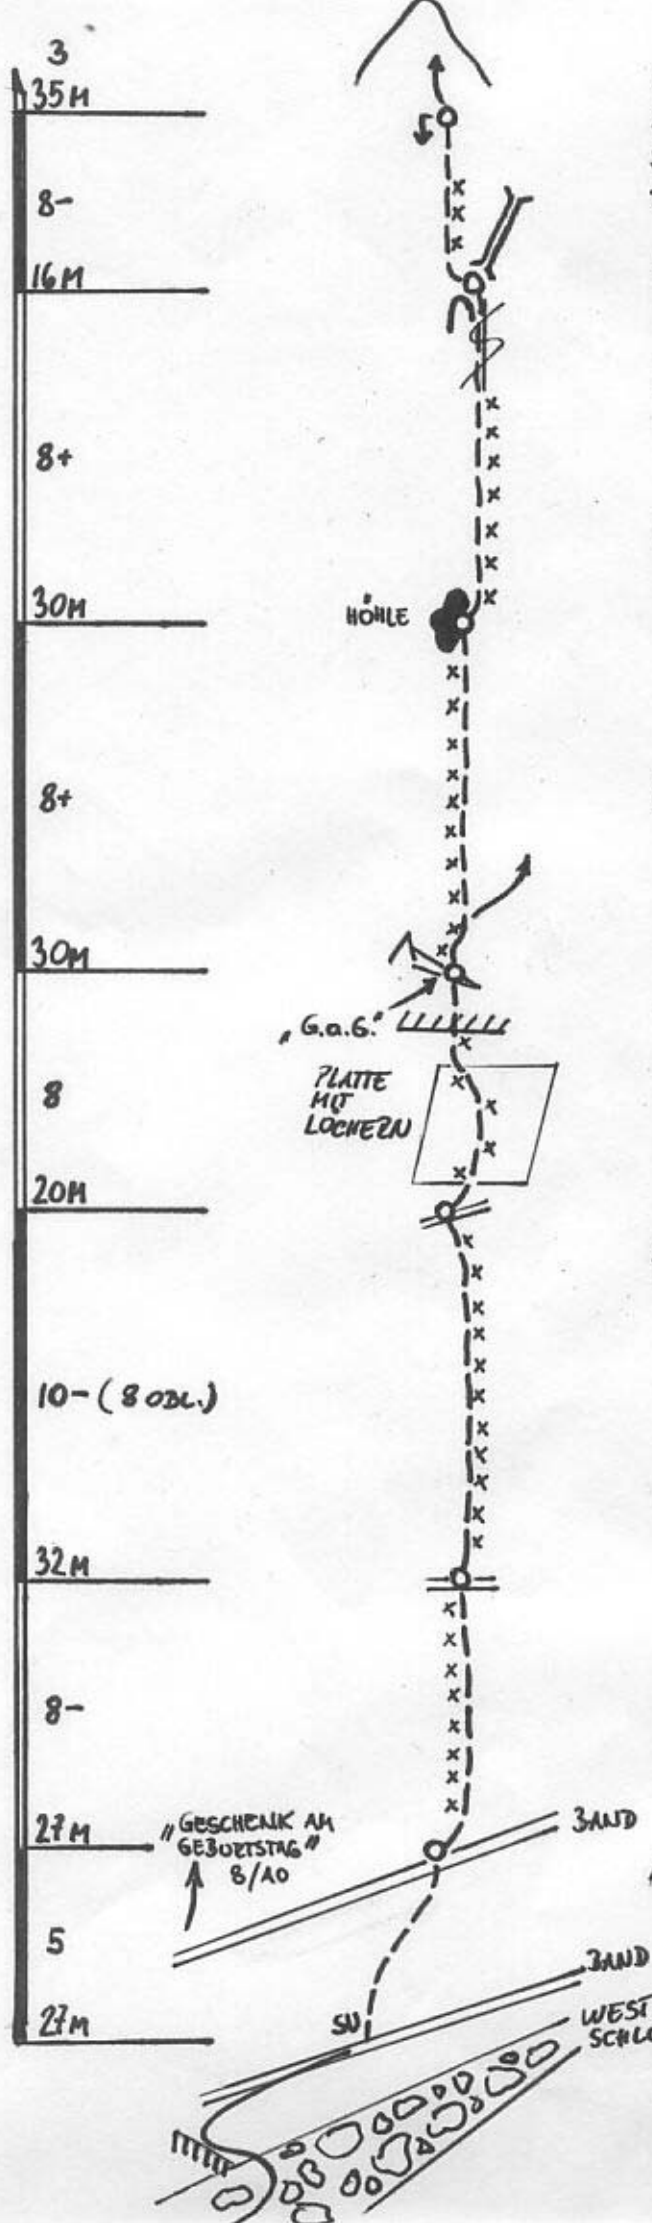 3
35M
8-
16M
8+
30M
HÖHLE
8+
30M
„G.a.G."
PLATTE
MIT
LÖCHERN
8
20M
10-(8 OBL.)
32M
8-
27M
„GESCHENK AM
GEBURTSTAG"
8/A0
BAND
5
BAND
27M
SU
WEST
SCHLU